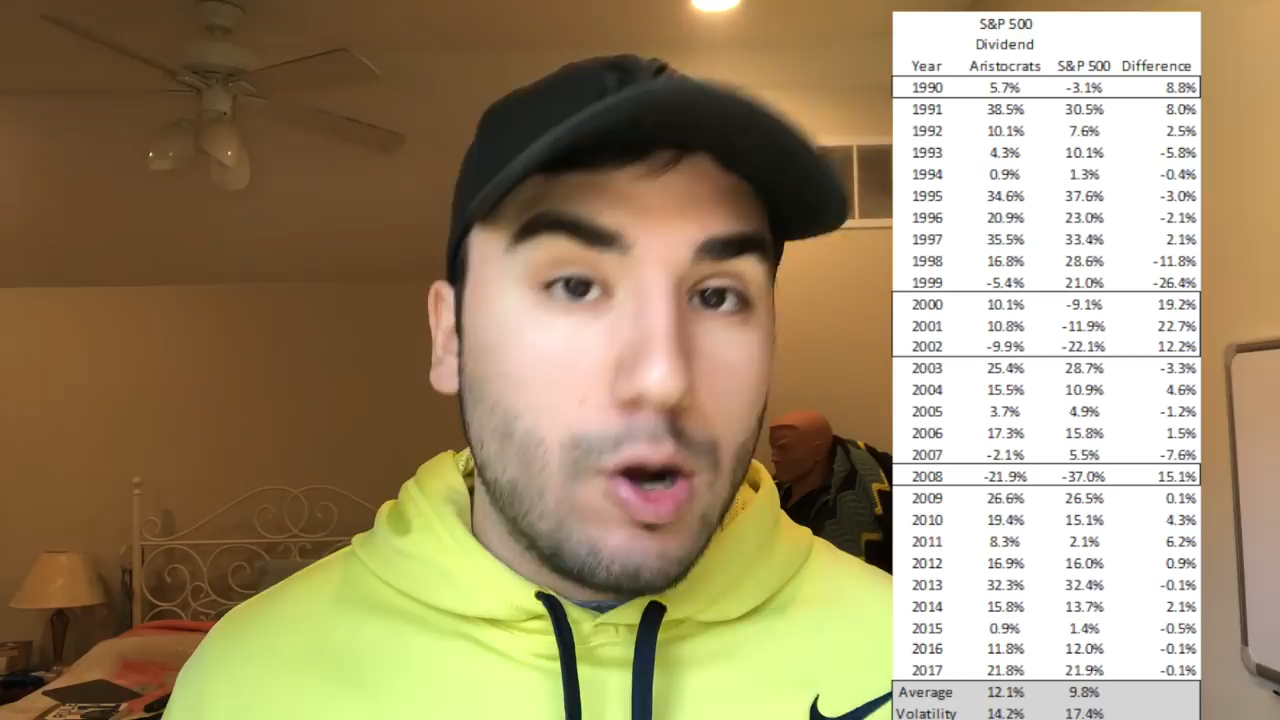 S&P 500
Dividend
Year Aristocrats S&P 500 Difference
1990 5.7% -3.1% 8.8%
1991 38.5% 30.5% 8.0%
1992 10.1% 7.6% 2.5%
1993 4.3% 10.1% -5.8%
1994 0.9% 1.3% -0.4%
1995 34.6% 37.6% -3.0%
1996 20.9% 23.0% -2.1%
1997 35.5% 33.4% 2.1%
1998 16.8% 28.6% -11.8%
1999 -5.4% 21.0% -26.4%
2000 10.1% -9.1% 19.2%
2001 10.8% -11.9% 22.7%
2002 -9.9% -22.1% 12.2%
2003 25.4% 28.7% -3.3%
2004 15.5% 10.9% 4.6%
2005 3.7% 4.9% -1.2%
2006 17.3% 15.8% 1.5%
2007 -2.1% 5.5% -7.6%
2008 -21.9% -37.0% 15.1%
2009 26.6% 26.5% 0.1%
2010 19.4% 15.1% 4.3%
2011 8.3% 2.1% 6.2%
2012 16.9% 16.0% 0.9%
2013 32.3% 32.4% -0.1%
2014 15.8% 13.7% 2.1%
2015 0.9% 1.4% -0.5%
2016 11.8% 12.0% -0.1%
2017 21.8% 21.9% -0.1%
Average 12.1% 9.8%
Volatility 14.2% 17.4%